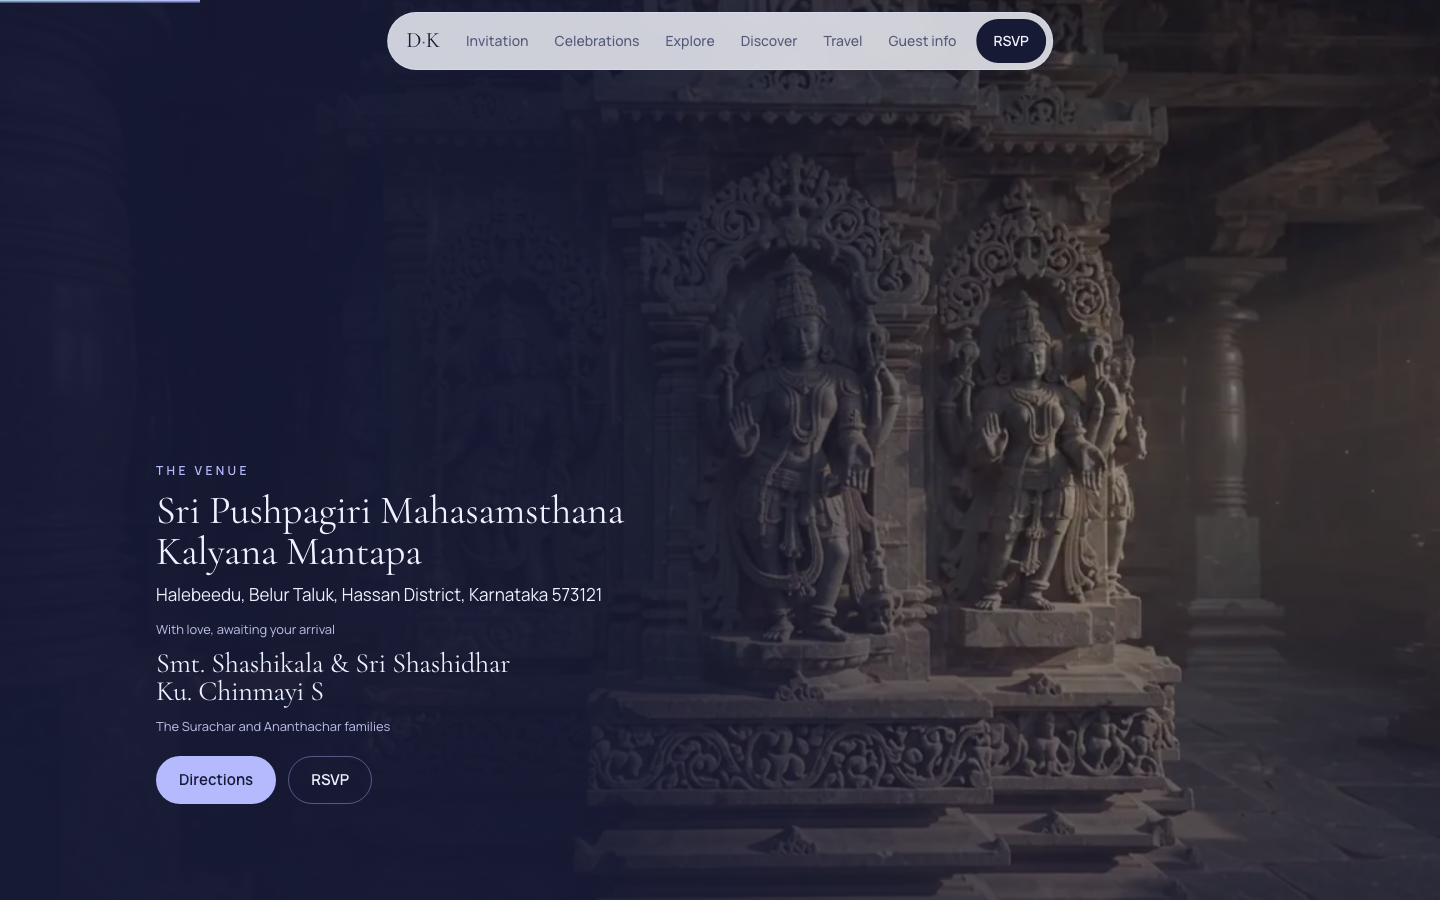 D·K Invitation Celebrations Explore Discover Travel Guest info RSVP
THE VENUE
Sri Pushpagiri Mahasamsthana
Kalyana Mantapa
Halebeedu, Belur Taluk, Hassan District, Karnataka 573121
With love, awaiting your arrival
Smt. Shashikala & Sri Shashidhar
Ku. Chinmayi S
The Surachar and Ananthachar families
Directions RSVP